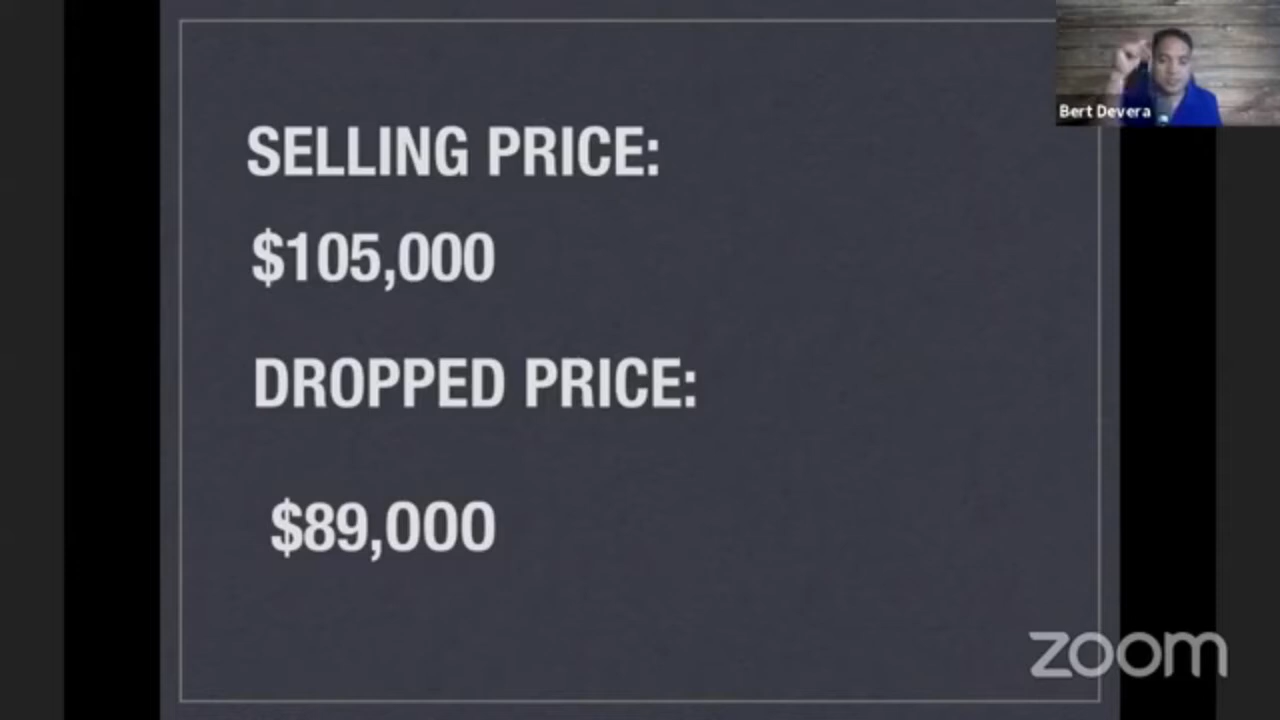 SELLING PRICE:
$105,000
DROPPED PRICE:
$89,000
Bert Devera
zoom